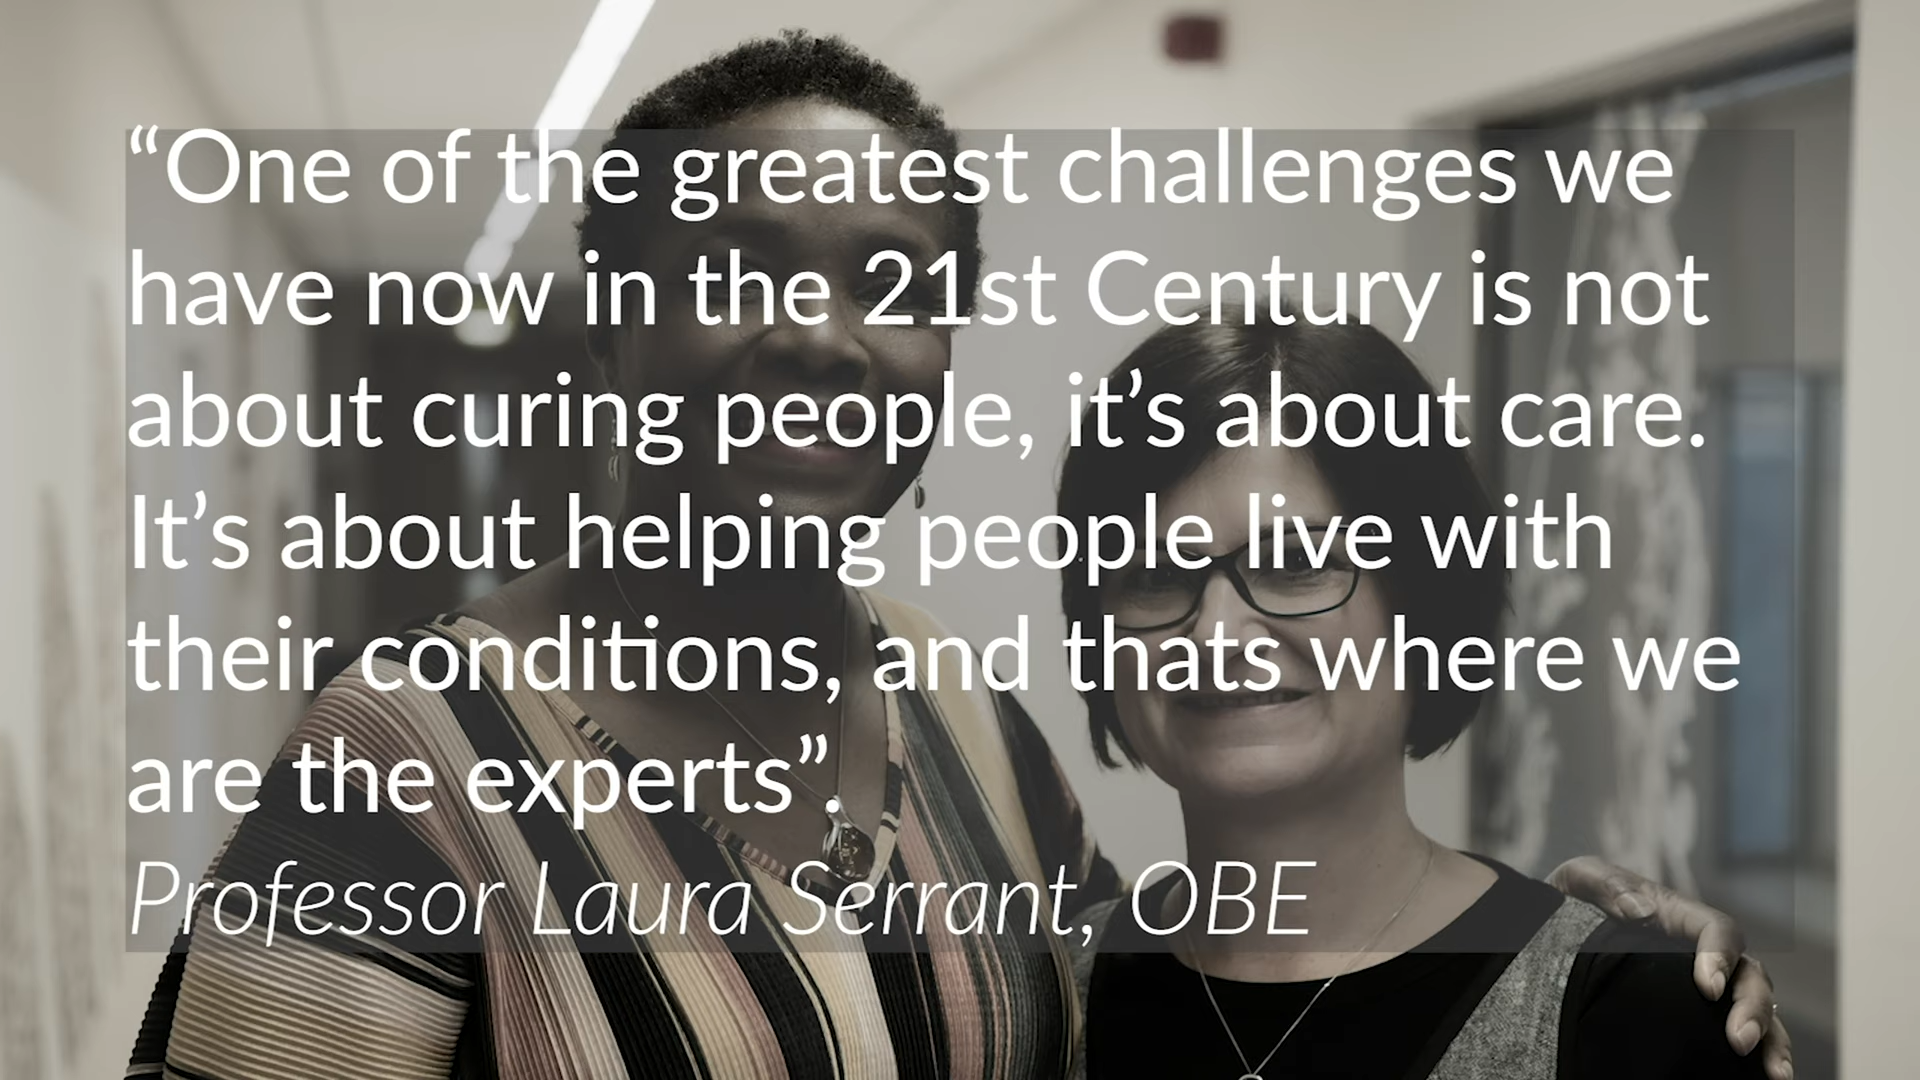 “One of the greatest challenges we
have now in the 21st Century is not
about curing people, it’s about care.
It’s about helping people live with
their conditions, and thats where we
are the experts”.
Professor Laura Serrant, OBE